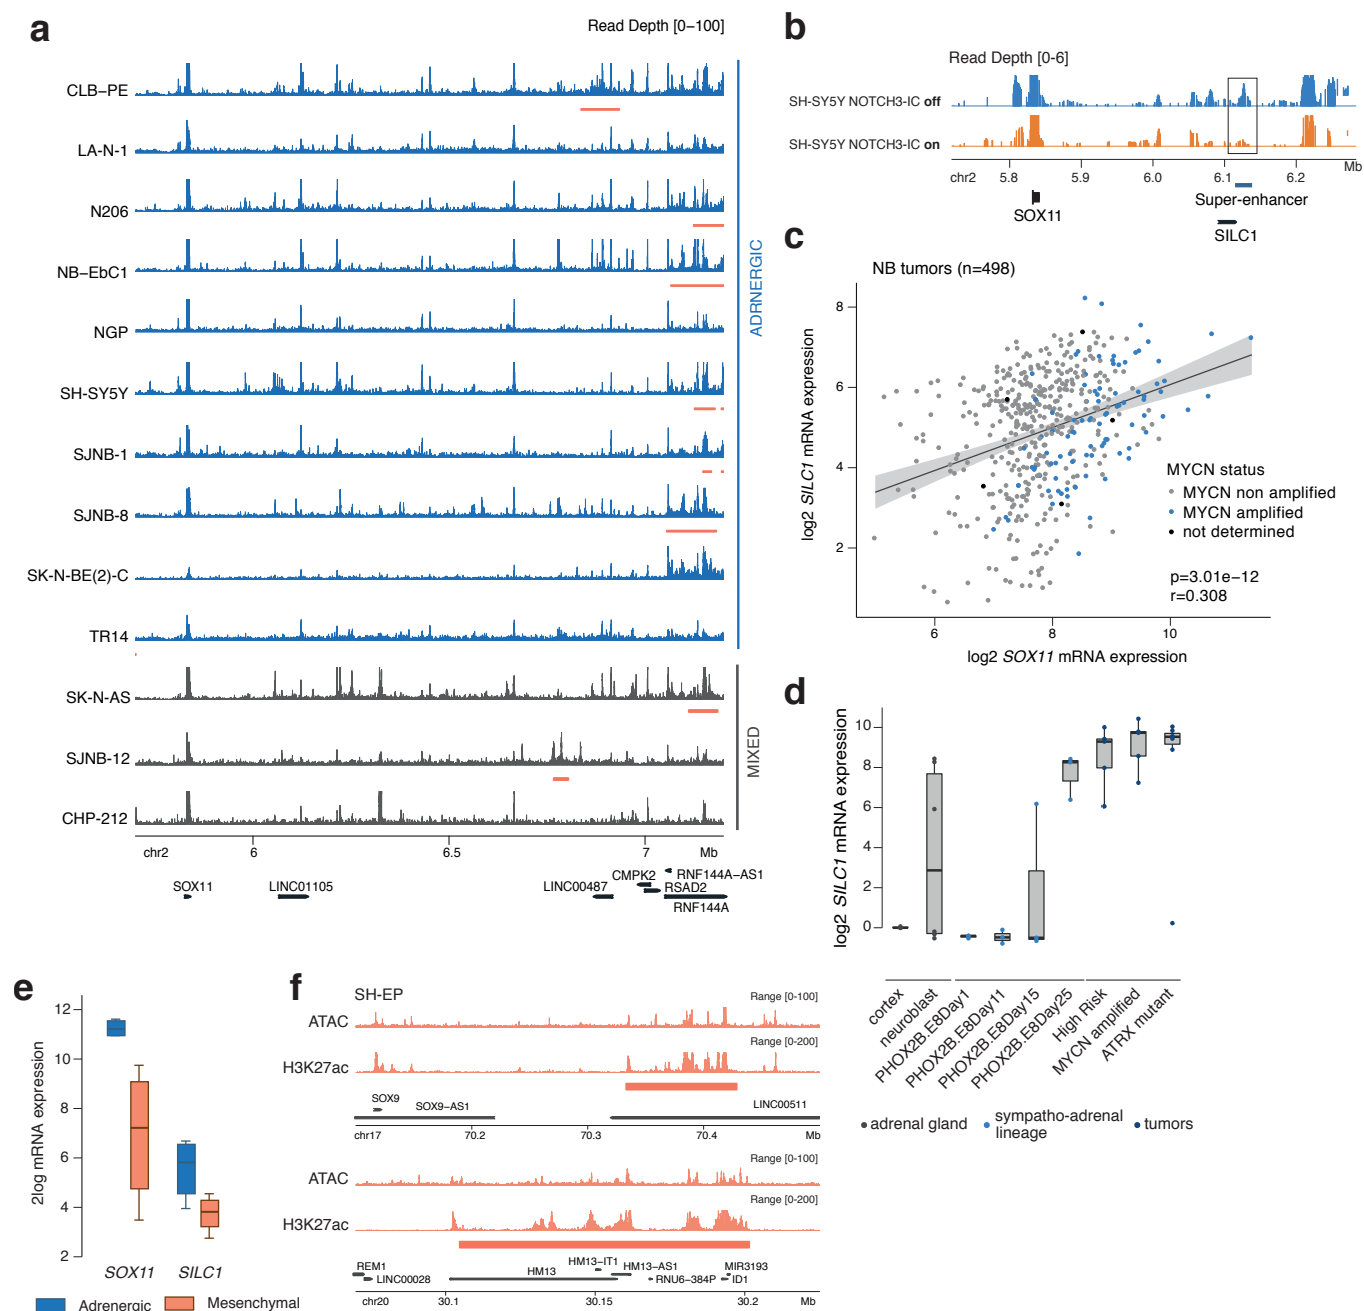 a
Read Depth [0–100]
CLB–PE
LA-N-1
N206
NB–EbC1
NGP
SH-SY5Y
SJNB-1
SJNB-8
SK-N-BE(2)-C
TR14
SK-N-AS
SJNB-12
CHP-212
ADRNERGIC
MIXED
chr2
6
6.5
7
Mb
SOX11
LINC01105
LINC00487
CMPK2
RNF144A–AS1
RSAD2
RNF144A
b
Read Depth [0-6]
SH-SY5Y NOTCH3-IC off
SH-SY5Y NOTCH3-IC on
chr2
5.8
5.9
6.0
6.1
6.2
Mb
SOX11
Super-enhancer
SILC1
c
NB tumors (n=498)
log2 SILC1 mRNA expression
8
6
4
2
6
8
10
log2 SOX11 mRNA expression
MYCN status
MYCN non amplified
MYCN amplified
not determined
p=3.01e−12
r=0.308
d
log2 SILC1 mRNA expression
10
8
6
4
2
0
cortex
neuroblast
PHOX2B.E8Day1
PHOX2B.E8Day11
PHOX2B.E8Day15
PHOX2B.E8Day25
High Risk
MYCN amplified
ATRX mutant
adrenal gland
sympatho-adrenal
lineage
tumors
e
2log mRNA expression
12
10
8
6
4
2
SOX11
SILC1
Adrenergic
Mesenchymal
f
SH-EP
Range [0-100]
ATAC
Range [0-200]
H3K27ac
SOX9
SOX9−AS1
LINC00511
chr17
70.2
70.3
70.4
Mb
Range [0-100]
ATAC
Range [0-200]
H3K27ac
REM1
LINC00028
HM13
HM13−IT1
HM13−AS1
RNU6−384P
MIR3193
ID1
chr20
30.1
30.15
30.2
Mb